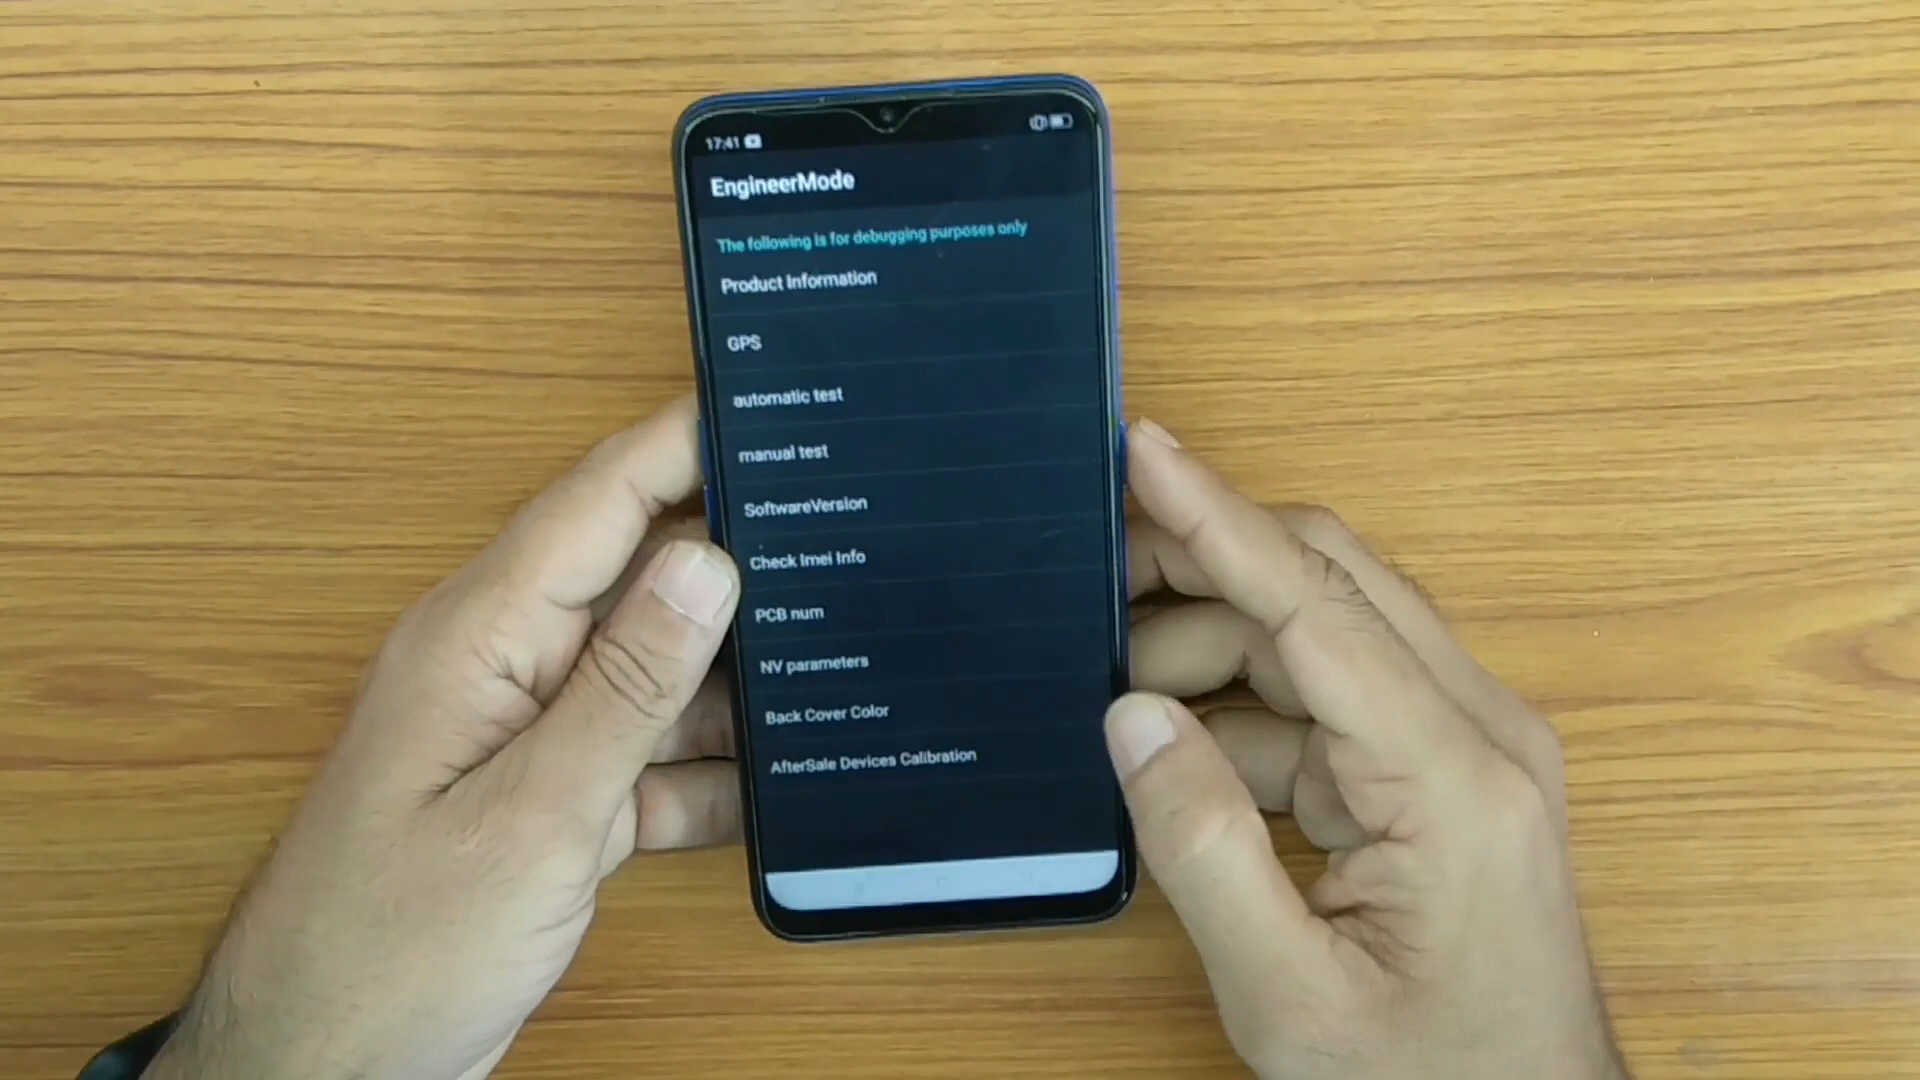 17:41
EngineerMode
The following is for debugging purposes only
Product Information
GPS
automatic test
manual test
SoftwareVersion
Check Imei Info
PCB num
NV parameters
Back Cover Color
AfterSale Devices Calibration